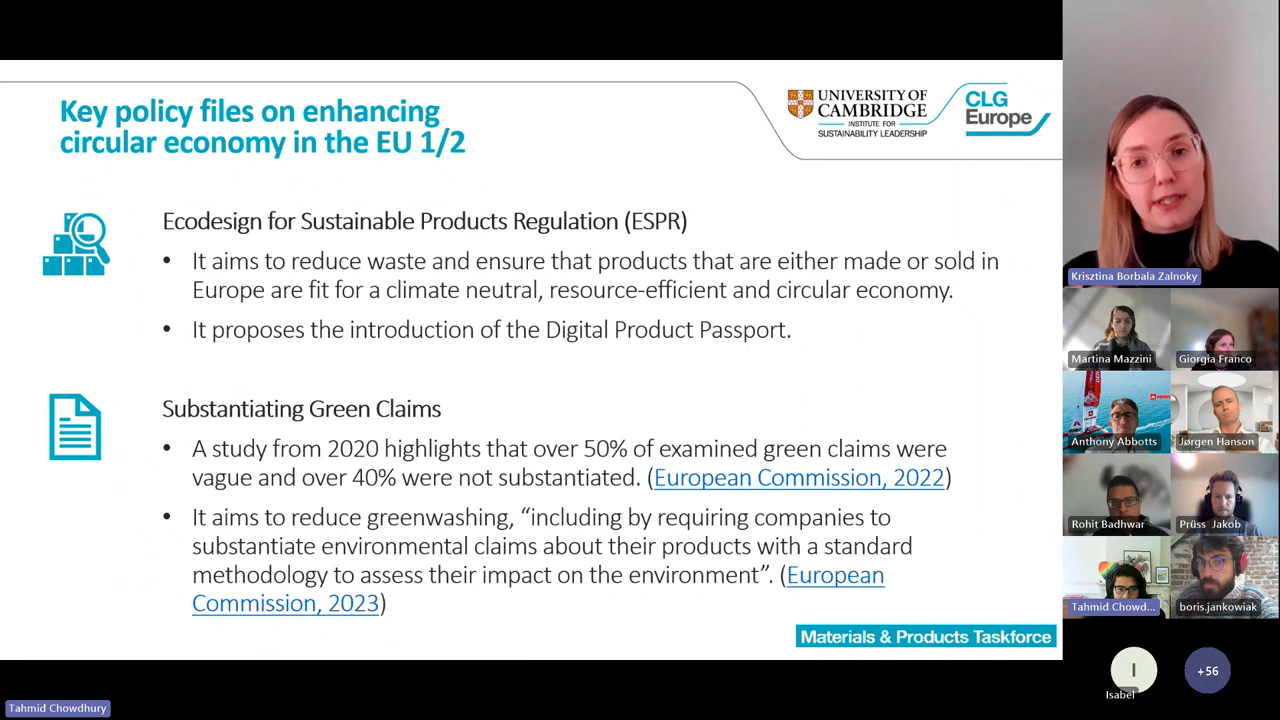 Key policy files on enhancing
circular economy in the EU 1/2
UNIVERSITY OF
CAMBRIDGE
INSTITUTE FOR
SUSTAINABILITY LEADERSHIP
CLG
Europe
Ecodesign for Sustainable Products Regulation (ESPR)
• It aims to reduce waste and ensure that products that are either made or sold in
Europe are fit for a climate neutral, resource-efficient and circular economy.
• It proposes the introduction of the Digital Product Passport.
Substantiating Green Claims
• A study from 2020 highlights that over 50% of examined green claims were
vague and over 40% were not substantiated. (European Commission, 2022)
• It aims to reduce greenwashing, “including by requiring companies to
substantiate environmental claims about their products with a standard
methodology to assess their impact on the environment”. (European
Commission, 2023)
Materials & Products Taskforce
Krisztina Borbala Zalnoky
Martina Mazzini
Giorgia Franco
Anthony Abbotts
Jørgen Hanson
Rohit Badhwar
Prüss Jakob
Tahmid Chowd...
boris.jankowiak
I
Isabel
+56
Tahmid Chowdhury